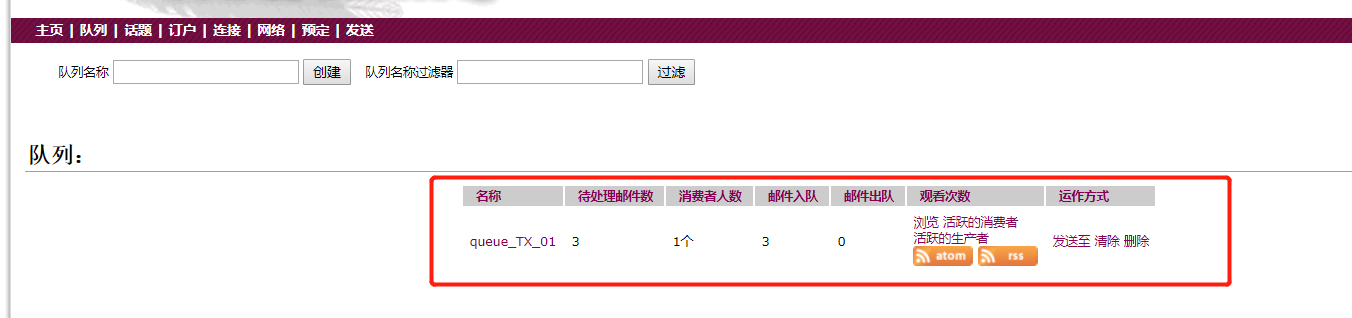 主页 | 队列 | 话题 | 订户 | 连接 | 网络 | 预定 | 发送
队列名称 创建 队列名称过滤器 过滤
队列：
名称 待处理邮件数 消费者人数 邮件入队 邮件出队 观看次数 运作方式
queue_TX_01 3 1个 3 0 浏览 活跃的消费者 发送至 清除 删除
活跃的生产者
atom rss